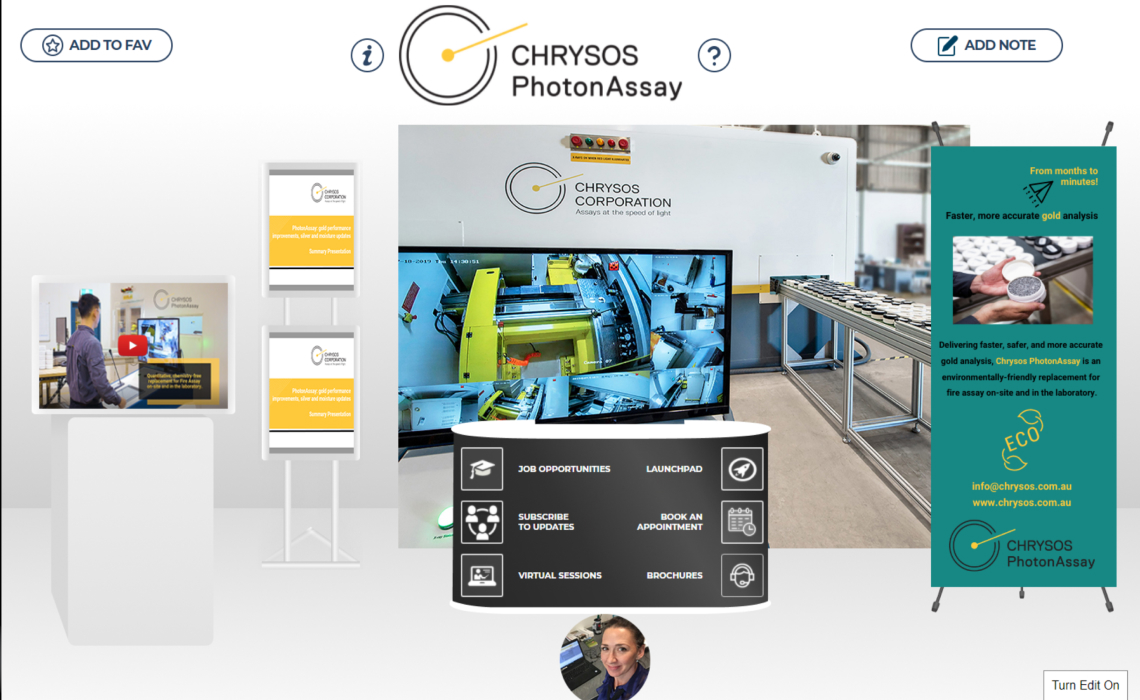 ADD TO FAV
i
CHRYSOS
PhotonAssay
?
ADD NOTE
CHRYSOS
CORPORATION
Assays at the speed of light
CHRYSOS
CORPORATION
PhotonAssay: gold performance
improvements, silver and moisture updates
Summary Presentation
CHRYSOS
CORPORATION
PhotonAssay: gold performance
improvements, silver and moisture updates
Summary Presentation
CHRYSOS
PhotonAssay
Quantitative, chemistry-free
replacement for Fire Assay
on-site and in the laboratory.
From months to
minutes!
Faster, more accurate gold analysis
Delivering faster, safer, and more accurate
gold analysis, Chrysos PhotonAssay is an
environmentally-friendly replacement for
fire assay on-site and in the laboratory.
ECO
info@chrysos.com.au
www.chrysos.com.au
CHRYSOS
PhotonAssay
JOB OPPORTUNITIES
LAUNCHPAD
SUBSCRIBE
TO UPDATES
BOOK AN
APPOINTMENT
VIRTUAL SESSIONS
BROCHURES
Turn Edit On